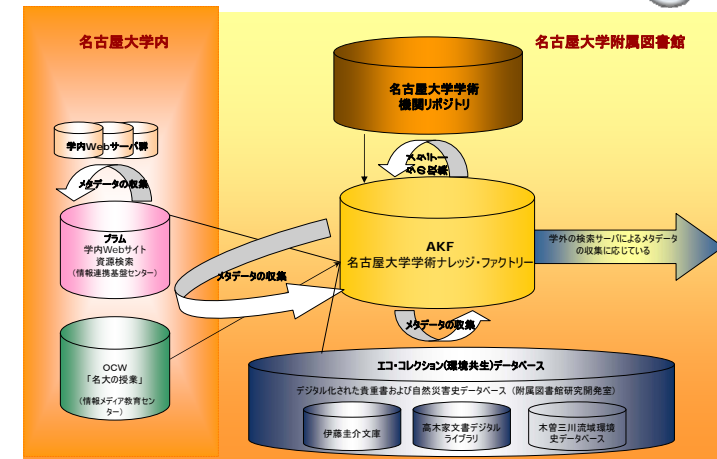 名古屋大学内
名古屋大学附属図書館
名古屋大学学術
機関リポジトリ
学内Webサーバ群
メタデータの収集
メタデー
タの収集
プラム
学内Webサイト
資源検索
(情報連携基盤センター)
AKF
名古屋大学学術ナレッジ・ファクトリー
学外の検索サーバによるメタデータ
の収集に応じている
メタデータの収集
メタデータの収集
OCW
「名大の授業」
(情報メディア教育セン
ター)
エコ・コレクション(環境共生)データベース
デジタル化された貴重書および自然災害史データベース（附属図書館研究開発室）
伊藤圭介文庫
高木家文書デジタル
ライブラリ
木曽三川流域環境
史データベース